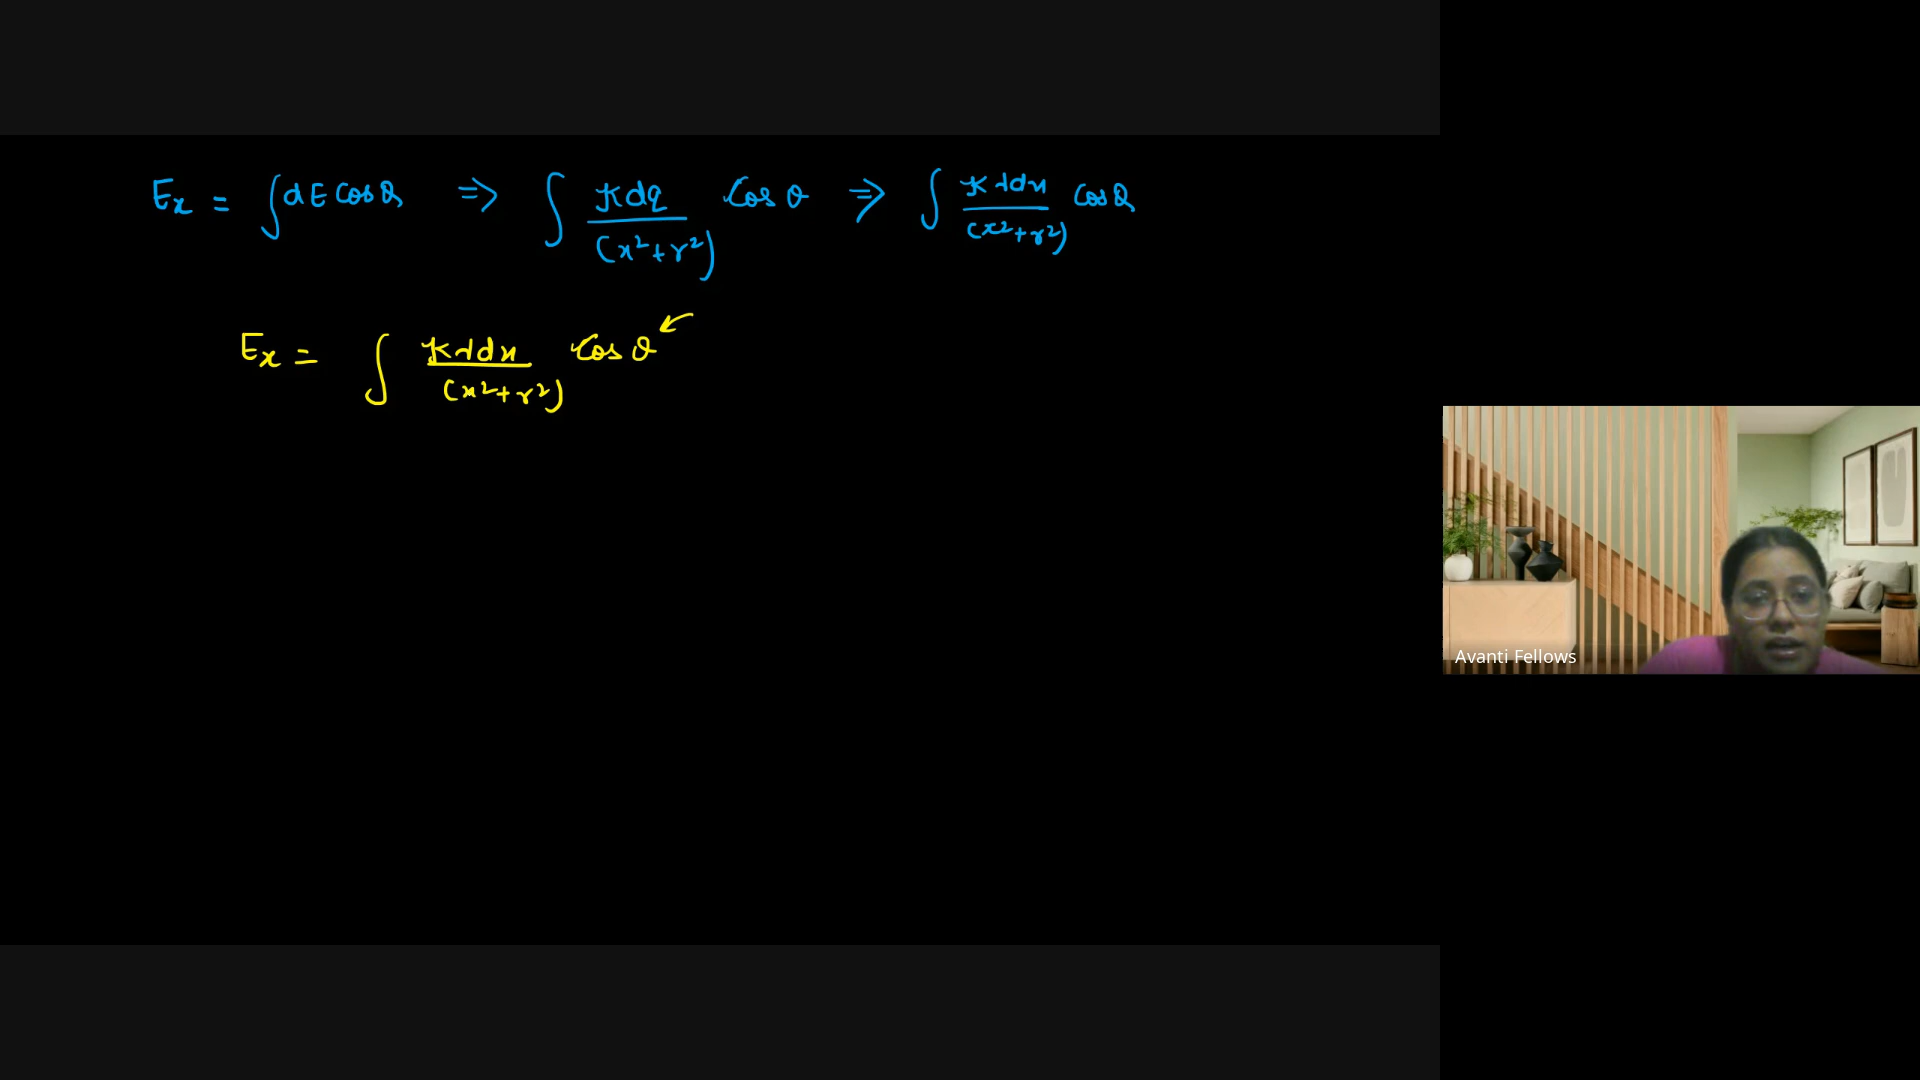 Ex = ∫dE Cosθ ⇒ ∫ Kdq/(x²+r²) Cosθ ⇒ ∫ Kλdx/(x²+r²) Cosθ
Ex = ∫ Kλdx/(x²+r²) Cosθ
Avanti Fellows